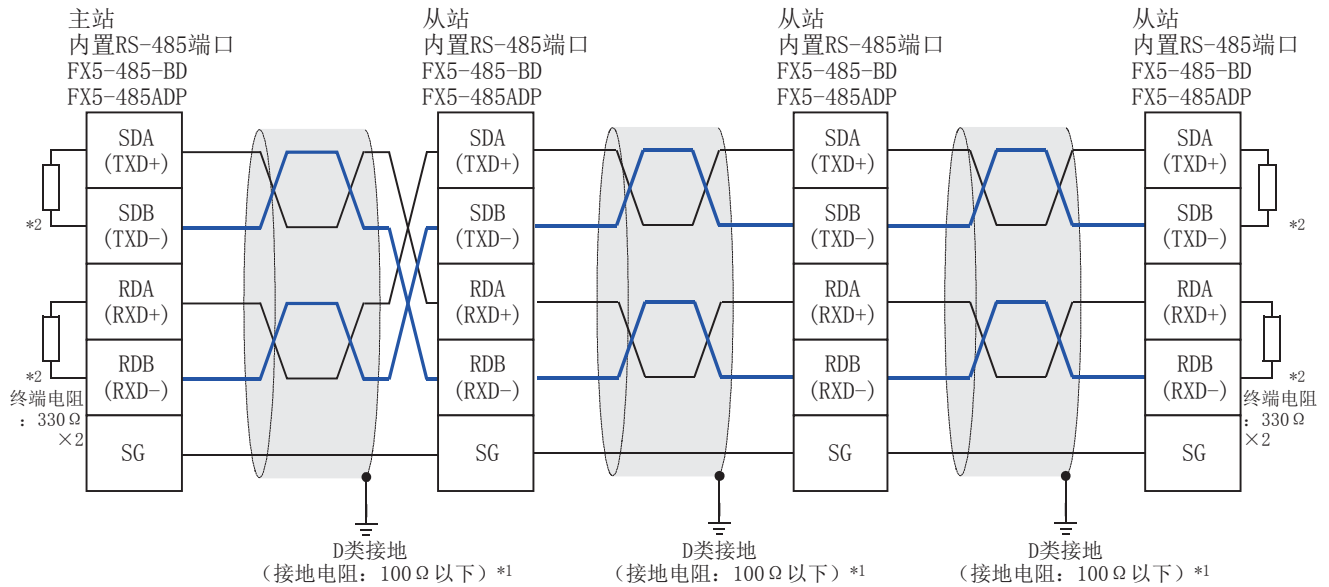 主站
内置RS-485端口
FX5-485-BD
FX5-485ADP
从站
内置RS-485端口
FX5-485-BD
FX5-485ADP
从站
内置RS-485端口
FX5-485-BD
FX5-485ADP
从站
内置RS-485端口
FX5-485-BD
FX5-485ADP
SDA
(TXD+)
SDB
(TXD-)
RDA
(RXD+)
RDB
(RXD-)
SG
SDA
(TXD+)
SDB
(TXD-)
RDA
(RXD+)
RDB
(RXD-)
SG
SDA
(TXD+)
SDB
(TXD-)
RDA
(RXD+)
RDB
(RXD-)
SG
SDA
(TXD+)
SDB
(TXD-)
RDA
(RXD+)
RDB
(RXD-)
SG
*2
*2
终端电阻
：330Ω
×2
*2
*2
终端电阻
：330Ω
×2
D类接地
（接地电阻：100Ω以下）*1
D类接地
（接地电阻：100Ω以下）*1
D类接地
（接地电阻：100Ω以下）*1